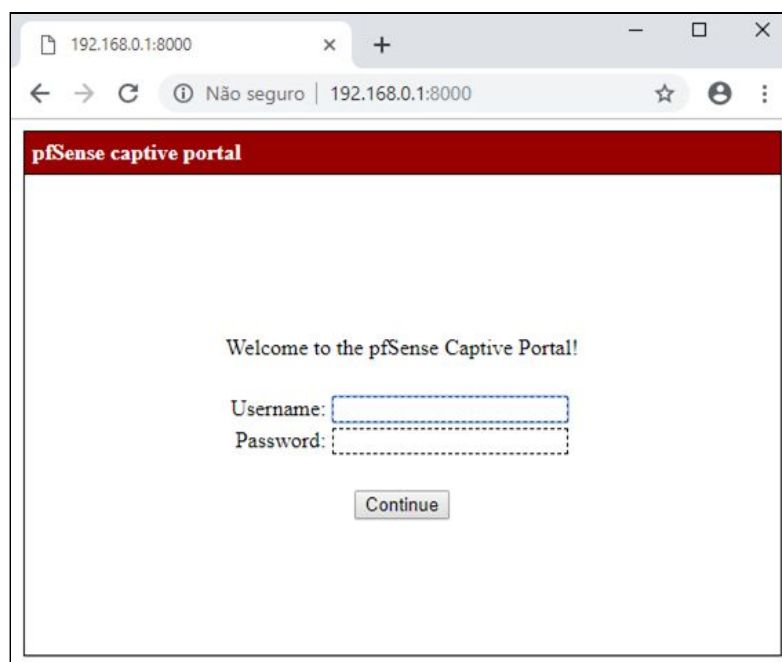 192.168.0.1:8000
Não seguro | 192.168.0.1:8000
pfSense captive portal
Welcome to the pfSense Captive Portal!
Username:
Password:
Continue